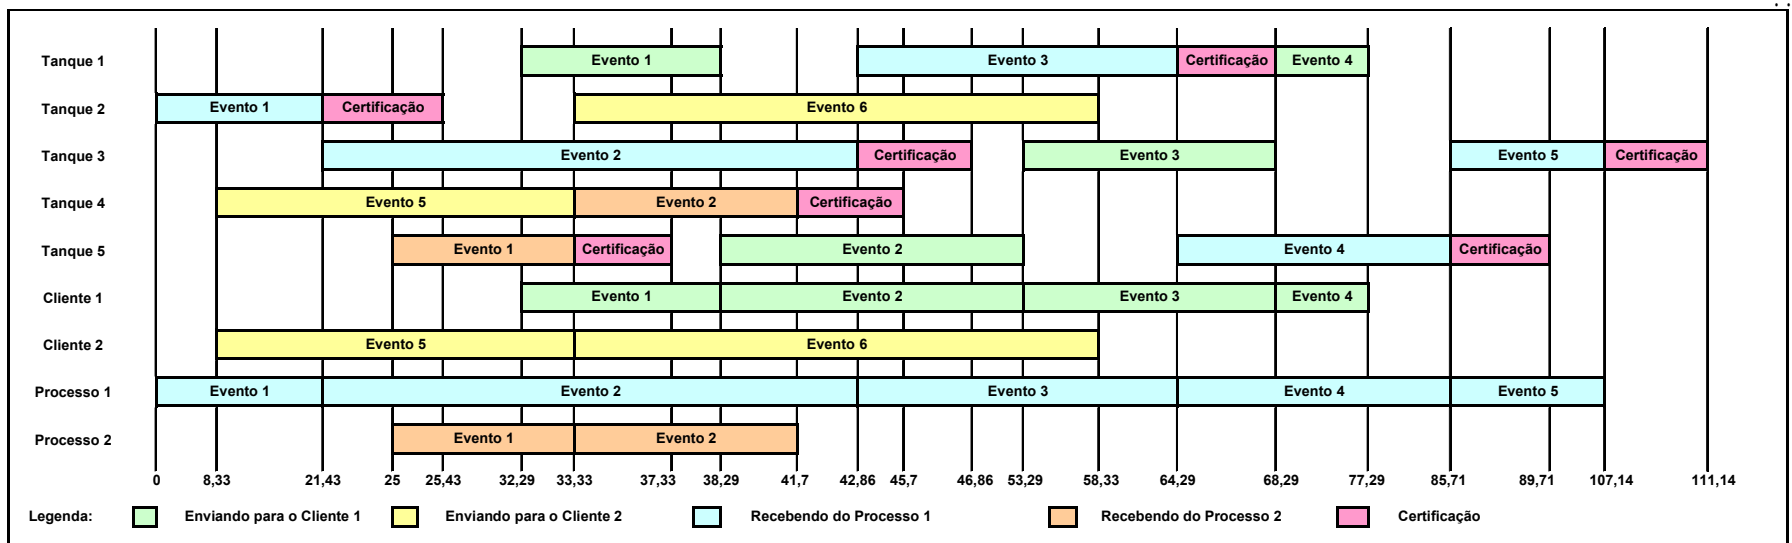 Tanque 1 Evento 1 Evento 3 Certificação Evento 4
Tanque 2 Evento 1 Certificação Evento 6
Tanque 3 Evento 2 Certificação Evento 3 Evento 5 Certificação
Tanque 4 Evento 5 Evento 2 Certificação
Tanque 5 Evento 1 Certificação Evento 2 Evento 4 Certificação
Cliente 1 Evento 1 Evento 2 Evento 3 Evento 4
Cliente 2 Evento 5 Evento 6
Processo 1 Evento 1 Evento 2 Evento 3 Evento 4 Evento 5
Processo 2 Evento 1 Evento 2
0 8,33 21,43 25 25,43 32,29 33,33 37,33 38,29 41,7 42,86 45,7 46,86 53,29 58,33 64,29 68,29 77,29 85,71 89,71 107,14 111,14
Legenda: Enviando para o Cliente 1 Enviando para o Cliente 2 Recebendo do Processo 1 Recebendo do Processo 2 Certificação